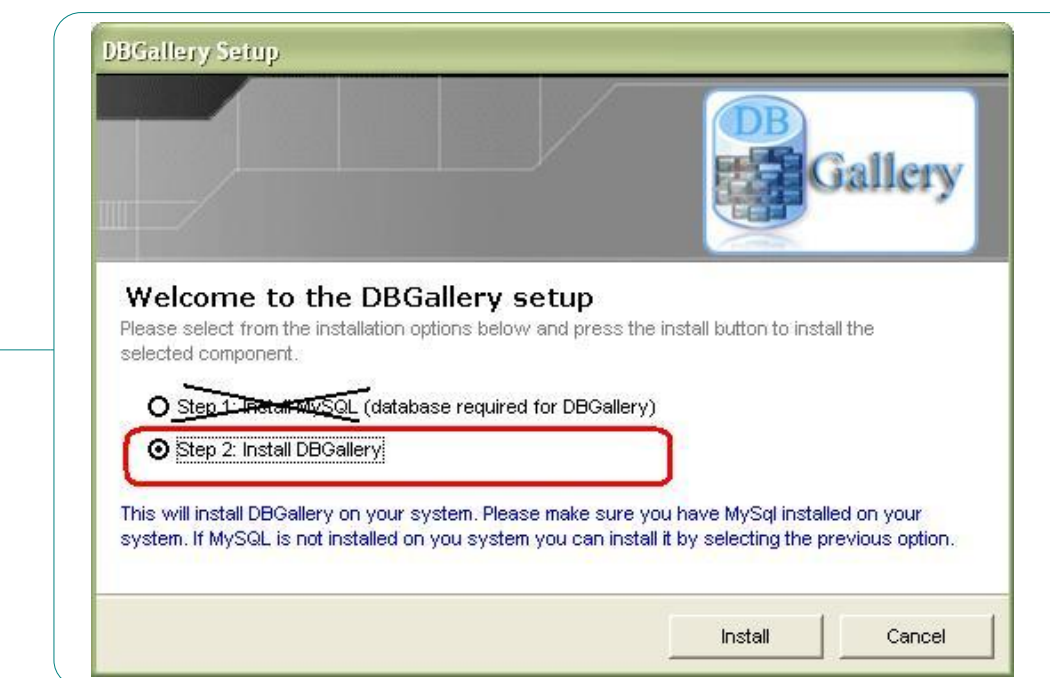 DBGallery Setup
DB
Gallery
Welcome to the DBGallery setup
Please select from the installation options below and press the install button to install the
selected component.
Step 1: Install MySQL (database required for DBGallery)
Step 2: Install DBGallery
This will install DBGallery on your system. Please make sure you have MySql installed on your
system. If MySQL is not installed on you system you can install it by selecting the previous option.
Install
Cancel